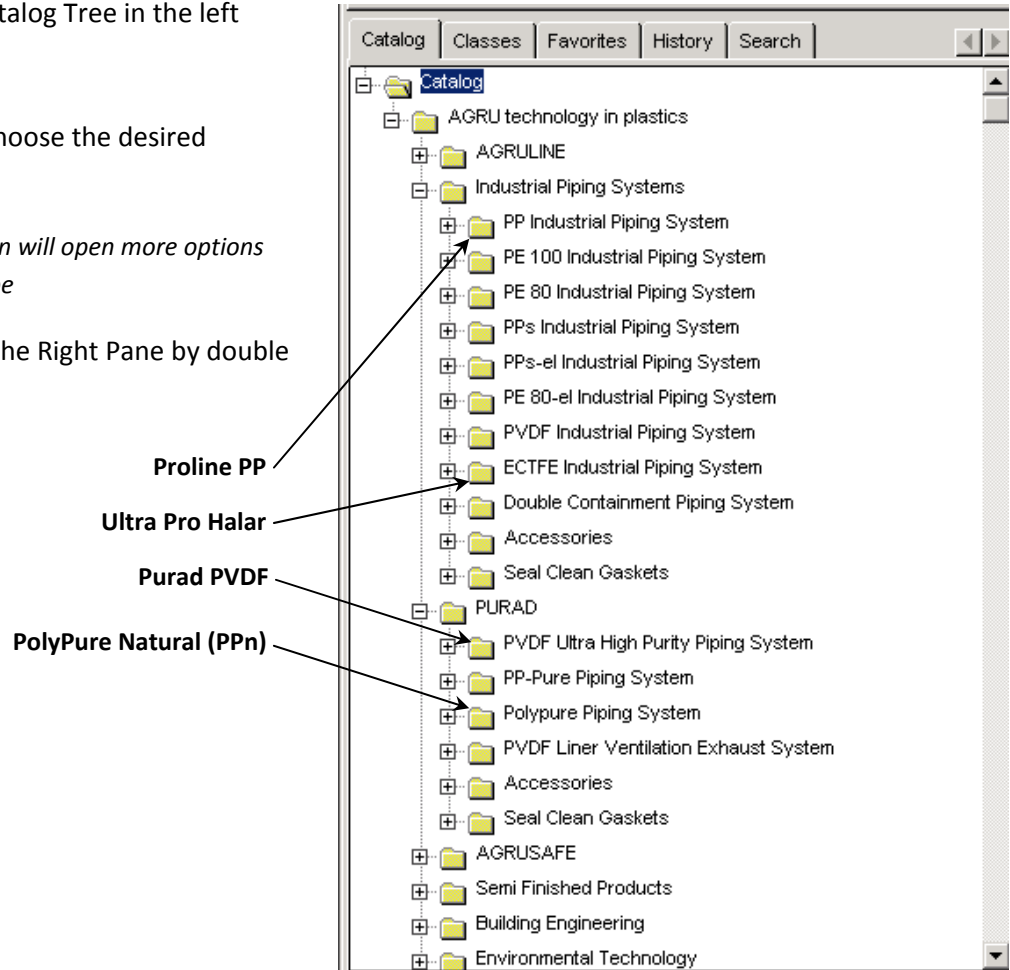 talog Tree in the left
hoose the desired
n will open more options
e
he Right Pane by double
Proline PP
Ultra Pro Halar
Purad PVDF
PolyPure Natural (PPn)
Catalog Classes Favorites History Search
Catalog
AGRU technology in plastics
AGRULINE
Industrial Piping Systems
PP Industrial Piping System
PE 100 Industrial Piping System
PE 80 Industrial Piping System
PPs Industrial Piping System
PPs-el Industrial Piping System
PE 80-el Industrial Piping System
PVDF Industrial Piping System
ECTFE Industrial Piping System
Double Containment Piping System
Accessories
Seal Clean Gaskets
PURAD
PVDF Ultra High Purity Piping System
PP-Pure Piping System
Polypure Piping System
PVDF Liner Ventilation Exhaust System
Accessories
Seal Clean Gaskets
AGRUSAFE
Semi Finished Products
Building Engineering
Environmental Technology